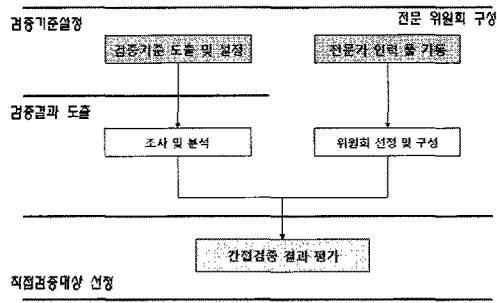 검증기준설정
전문 위원회 구성
검증기준 도출 및 설정
전문가 인력 풀 가동
검증결과 도출
조사 및 분석
위원회 선정 및 구성
간접검증 결과 평가
직접검증대상 선정